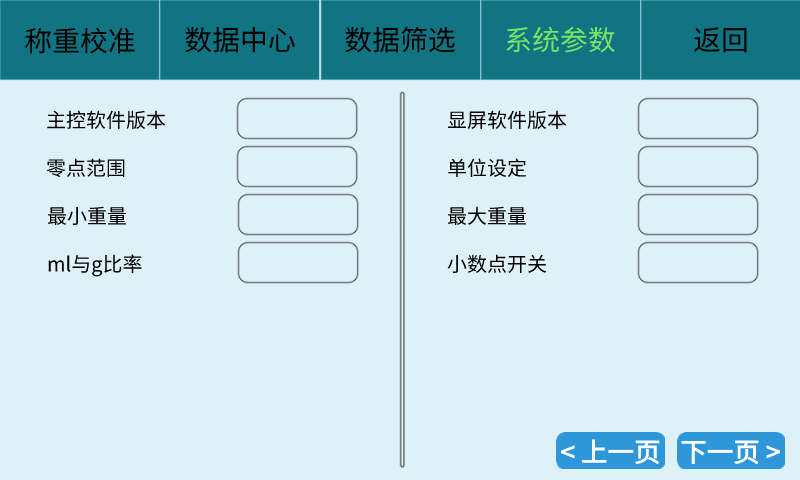 称重校准
数据中心
数据筛选
系统参数
返回
主控软件版本
零点范围
最小重量
ml与g比率
显屏软件版本
单位设定
最大重量
小数点开关
< 上一页
下一页 >